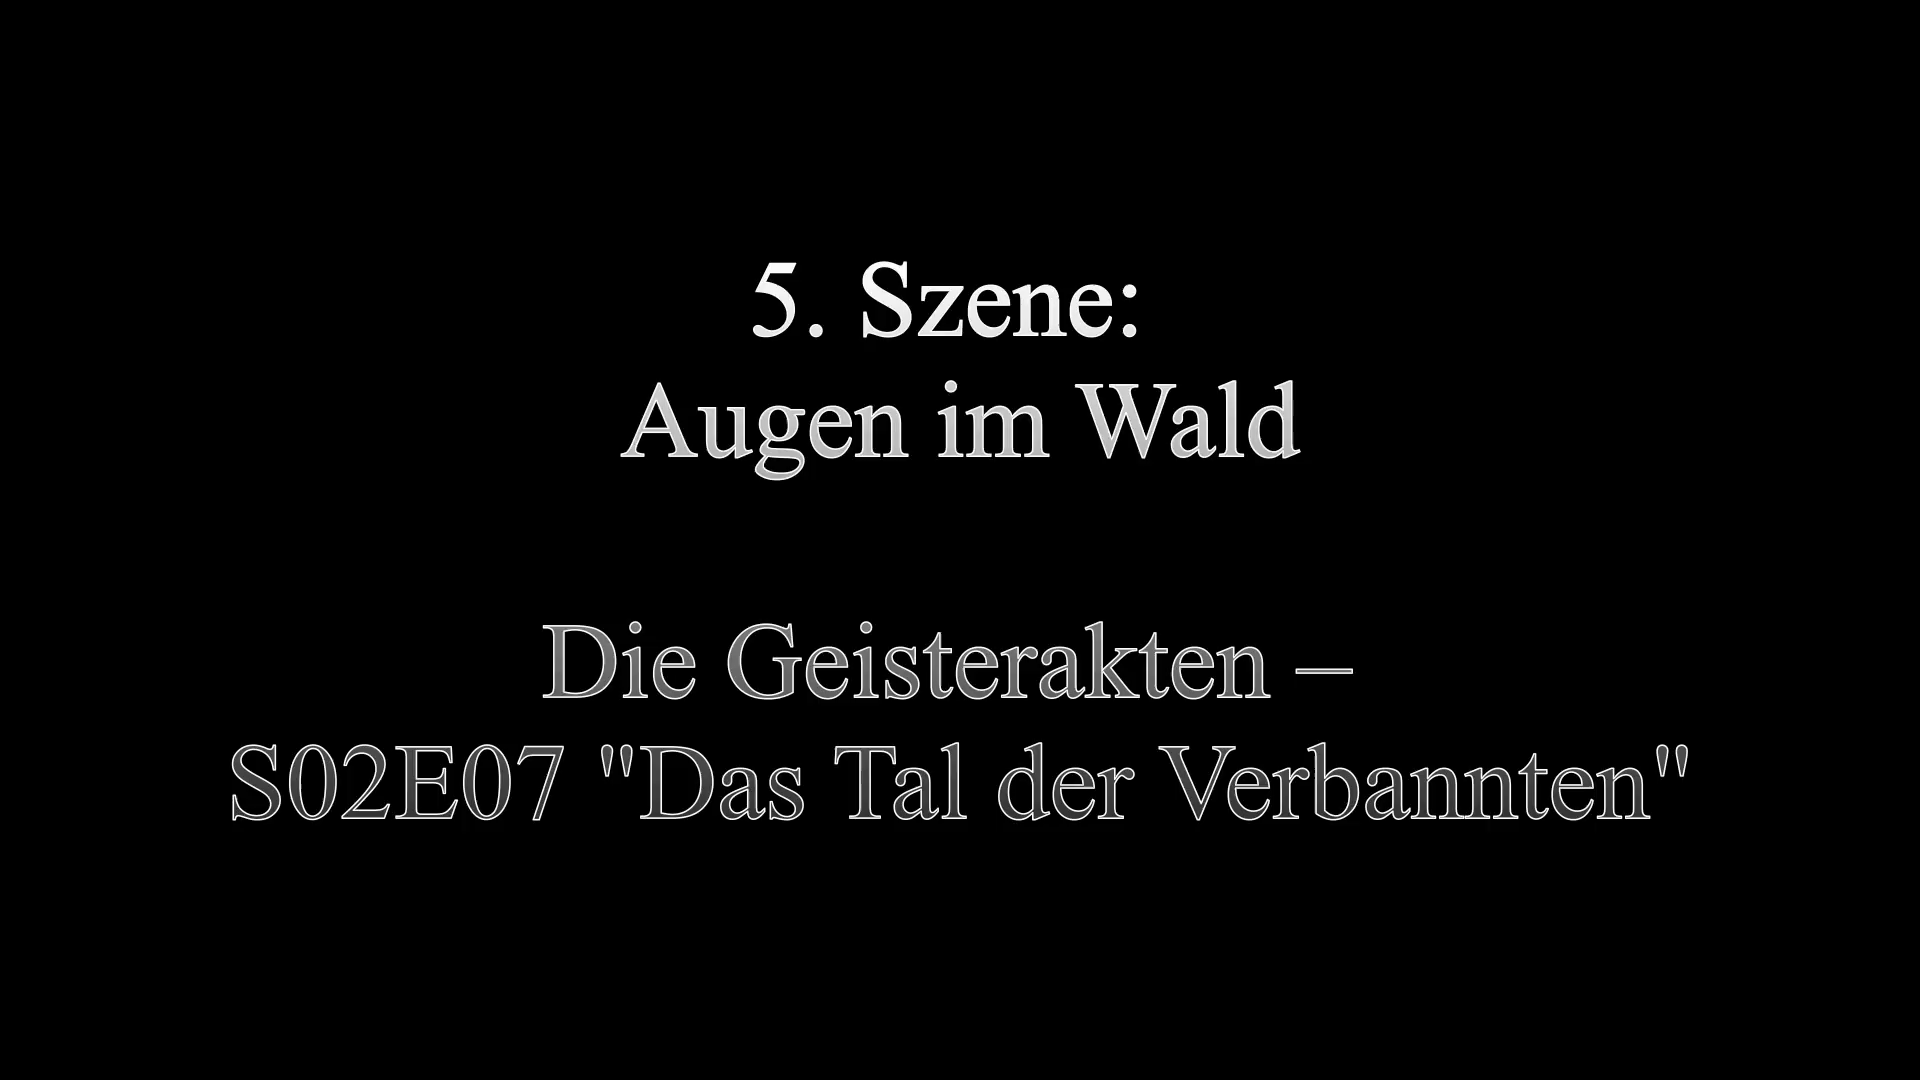 5. Szene:
Augen im Wald
Die Geisterakten –
S02E07 "Das Tal der Verbannten"